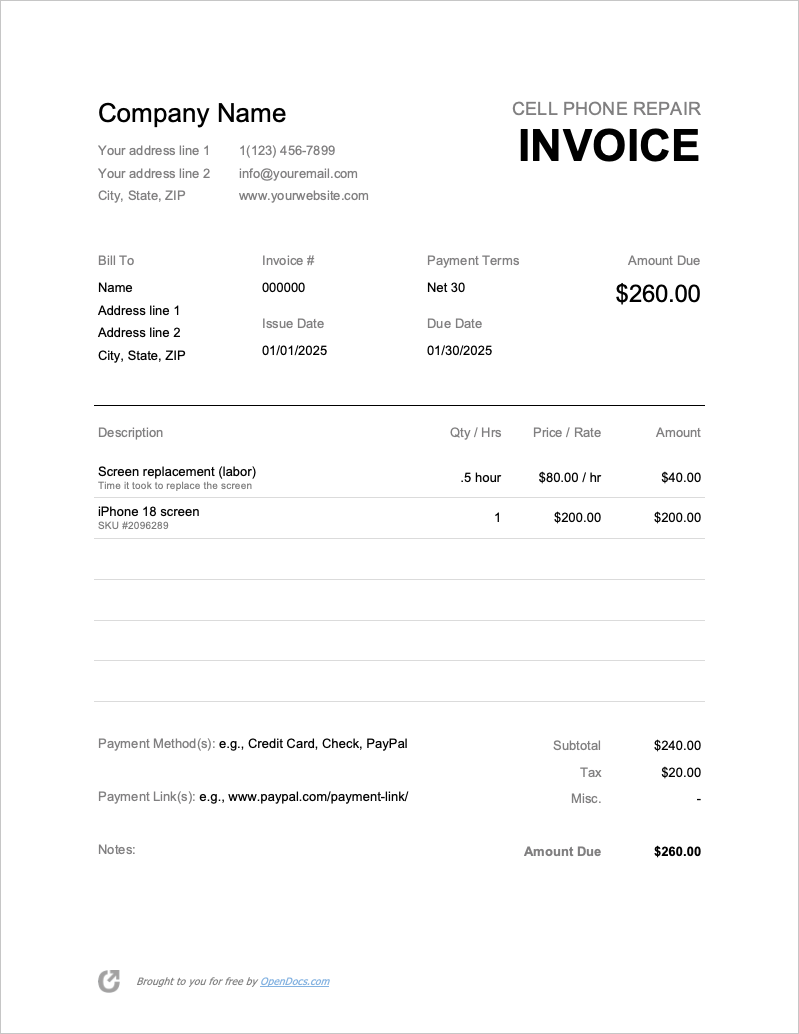 Company Name
CELL PHONE REPAIR
INVOICE
Your address line 1 1(123) 456-7899
Your address line 2 info@youremail.com
City, State, ZIP www.yourwebsite.com
Bill To Invoice # Payment Terms Amount Due
Name 000000 Net 30 $260.00
Address line 1
Issue Date Due Date
Address line 2
01/01/2025 01/30/2025
City, State, ZIP
Description Qty / Hrs Price / Rate Amount
Screen replacement (labor) .5 hour $80.00 / hr $40.00
Time it took to replace the screen
iPhone 18 screen 1 $200.00 $200.00
SKU #2096289
Payment Method(s): e.g., Credit Card, Check, PayPal Subtotal $240.00
Tax $20.00
Payment Link(s): e.g., www.paypal.com/payment-link/ Misc. -
Notes: Amount Due $260.00
Brought to you for free by OpenDocs.com